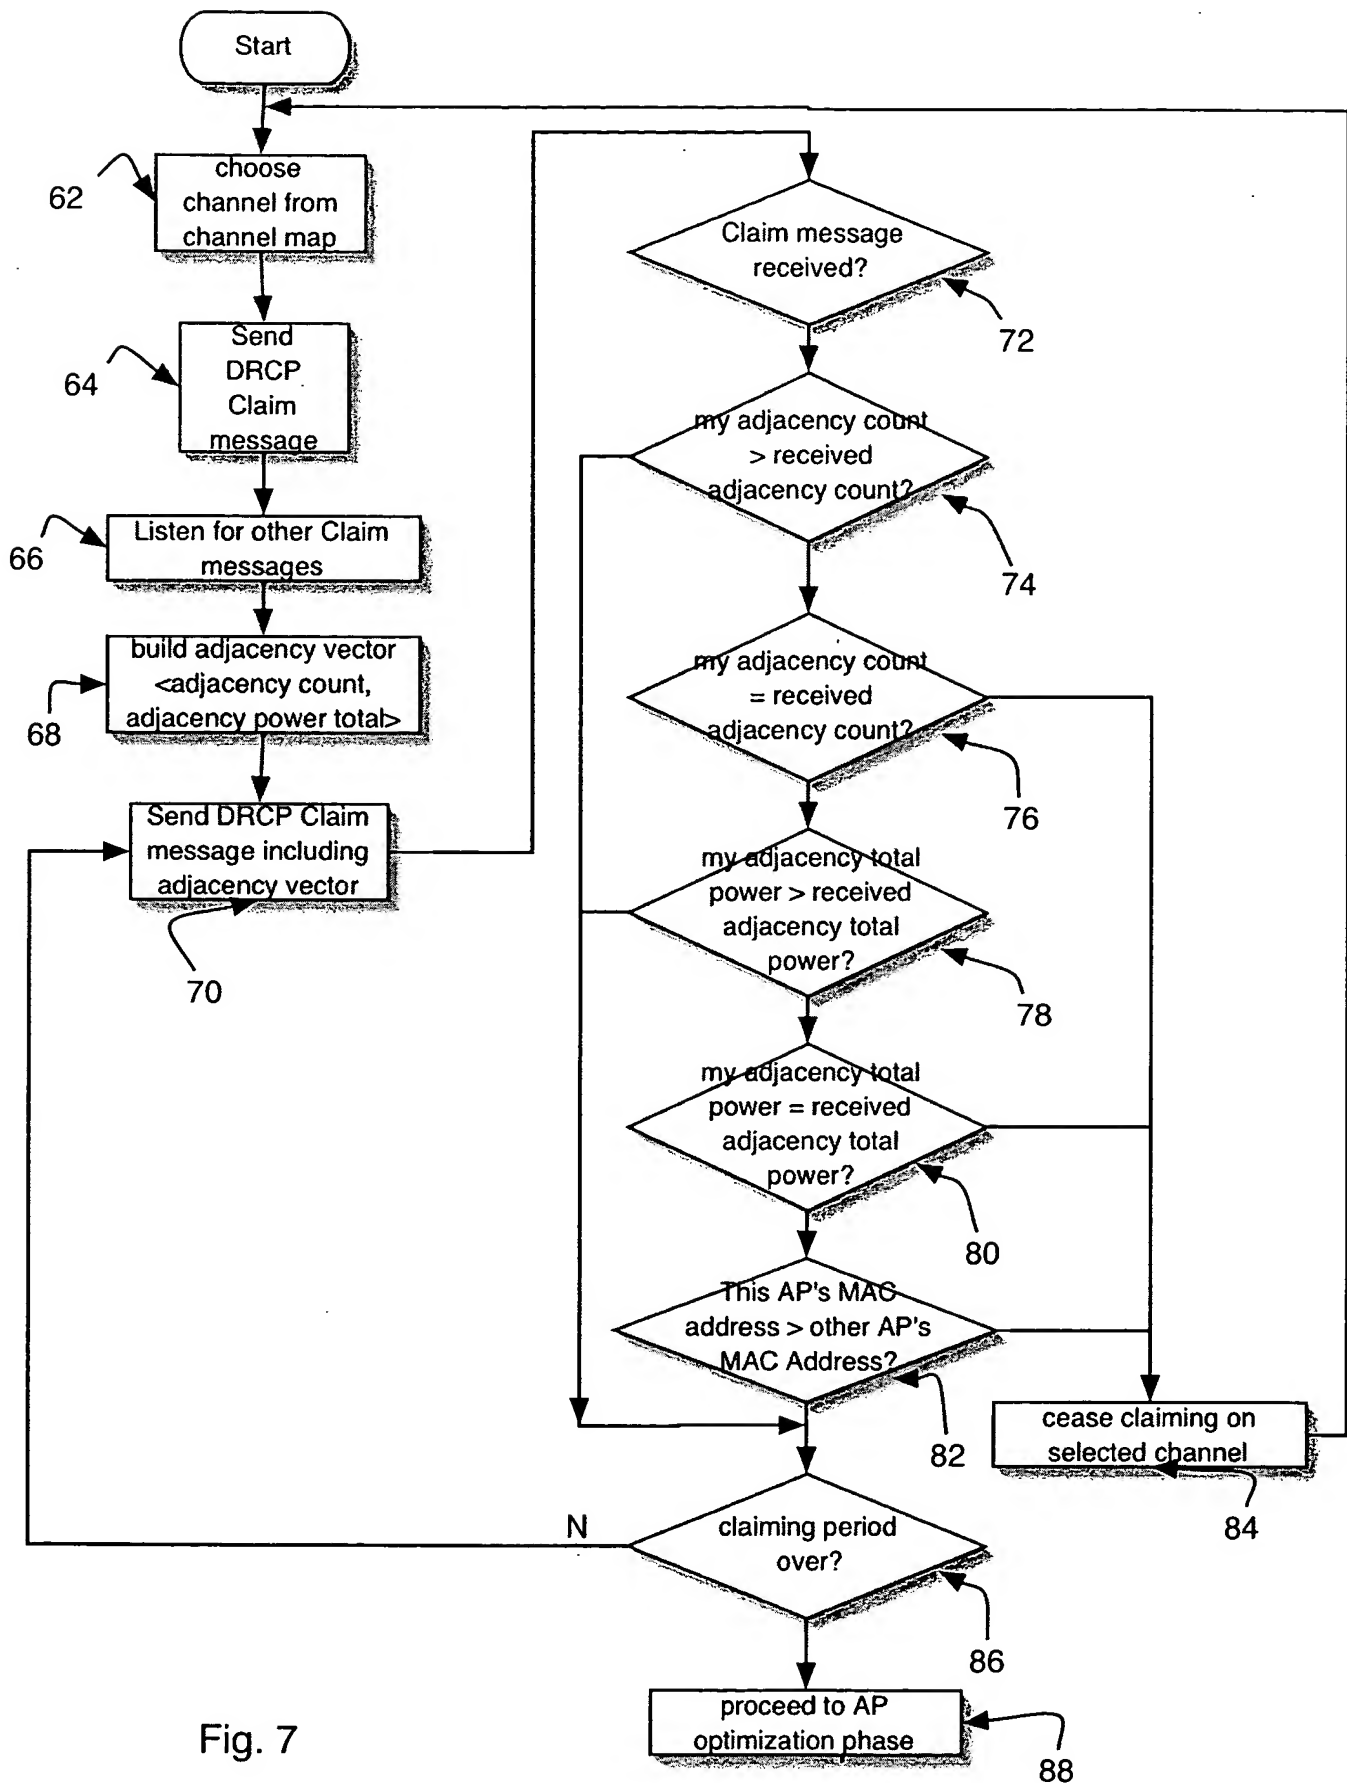 Start
choose
channel from
channel map
62
Send
DRCP
Claim
message
64
Listen for other Claim
messages
66
build adjacency vector
<adjacency count,
adjacency power total>
68
Send DRCP Claim
message including
adjacency vector
70
Claim message
received?
72
my adjacency count
> received
adjacency count?
74
my adjacency count
= received
adjacency count?
76
my adjacency total
power > received
adjacency total
power?
78
my adjacency total
power = received
adjacency total
power?
80
This AP's MAC
address > other AP's
MAC Address?
82
cease claiming on
selected channel
84
claiming period
over?
N
86
proceed to AP
optimization phase
88
Fig. 7